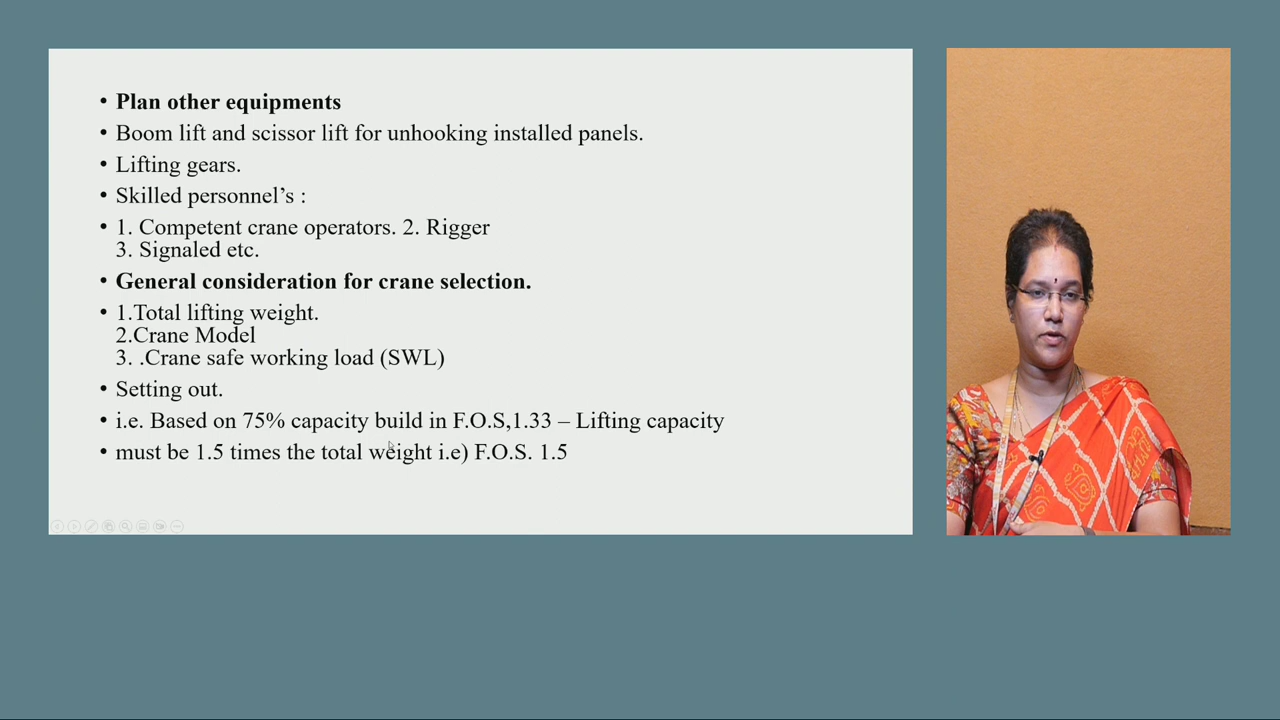 • Plan other equipments
• Boom lift and scissor lift for unhooking installed panels.
• Lifting gears.
• Skilled personnel’s :
• 1. Competent crane operators. 2. Rigger
3. Signaled etc.
• General consideration for crane selection.
• 1.Total lifting weight.
2.Crane Model
3. .Crane safe working load (SWL)
• Setting out.
• i.e. Based on 75% capacity build in F.O.S,1.33 – Lifting capacity
• must be 1.5 times the total weight i.e) F.O.S. 1.5